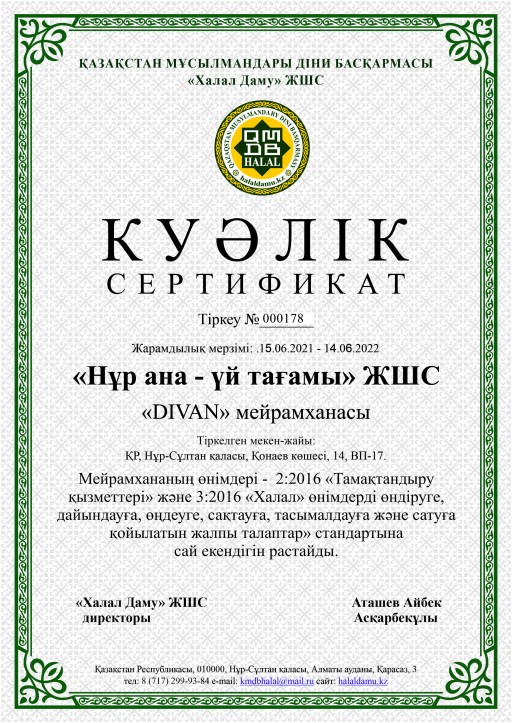 ҚАЗАҚСТАН МҰСЫЛМАНДАРЫ ДІНИ БАСҚАРМАСЫ
«Халал Даму» ЖШС
QAZAQSTAN MUSYLMANDARY DINI BASQARMASY
QMDB
HALAL
halaldamu.kz
КУӘЛІК
СЕРТИФИКАТ
Тіркеу № 000178
Жарамдылық мерзімі: .15.06.2021 - 14.06.2022
«Нұр ана - үй тағамы» ЖШС
«DIVAN» мейрамханасы
Тіркелген мекен-жайы:
ҚР, Нұр-Сұлтан қаласы, Қонаев көшесі, 14, ВП-17.
Мейрамхананың өнімдері - 2:2016 «Тамақтандыру
қызметтері» және 3:2016 «Халал» өнімдерді өндіруге,
дайындауға, өңдеуге, сақтауға, тасымалдауға және сатуға
қойылатын жалпы талаптар» стандартына
сай екендігін растайды.
«Халал Даму» ЖШС
директоры
Аташев Айбек
Асқарбекұлы
Қазақстан Республикасы, 010000, Нұр-Сұлтан қаласы, Алматы ауданы, Қарасаз, 3
тел: 8 (717) 299-93-84 e-mail: kmdbhalal@mail.ru сайт: halaldamu.kz